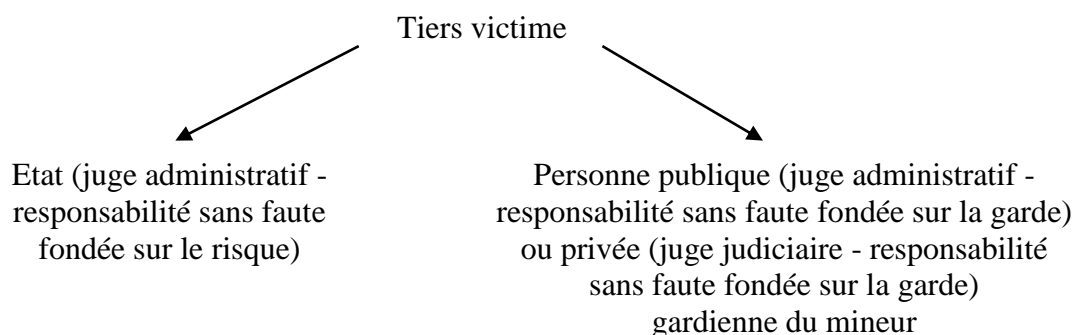 Tiers victime
Etat (juge administratif -
responsabilité sans faute
fondée sur le risque)
Personne publique (juge administratif -
responsabilité sans faute fondée sur la garde)
ou privée (juge judiciaire - responsabilité
sans faute fondée sur la garde)
gardienne du mineur